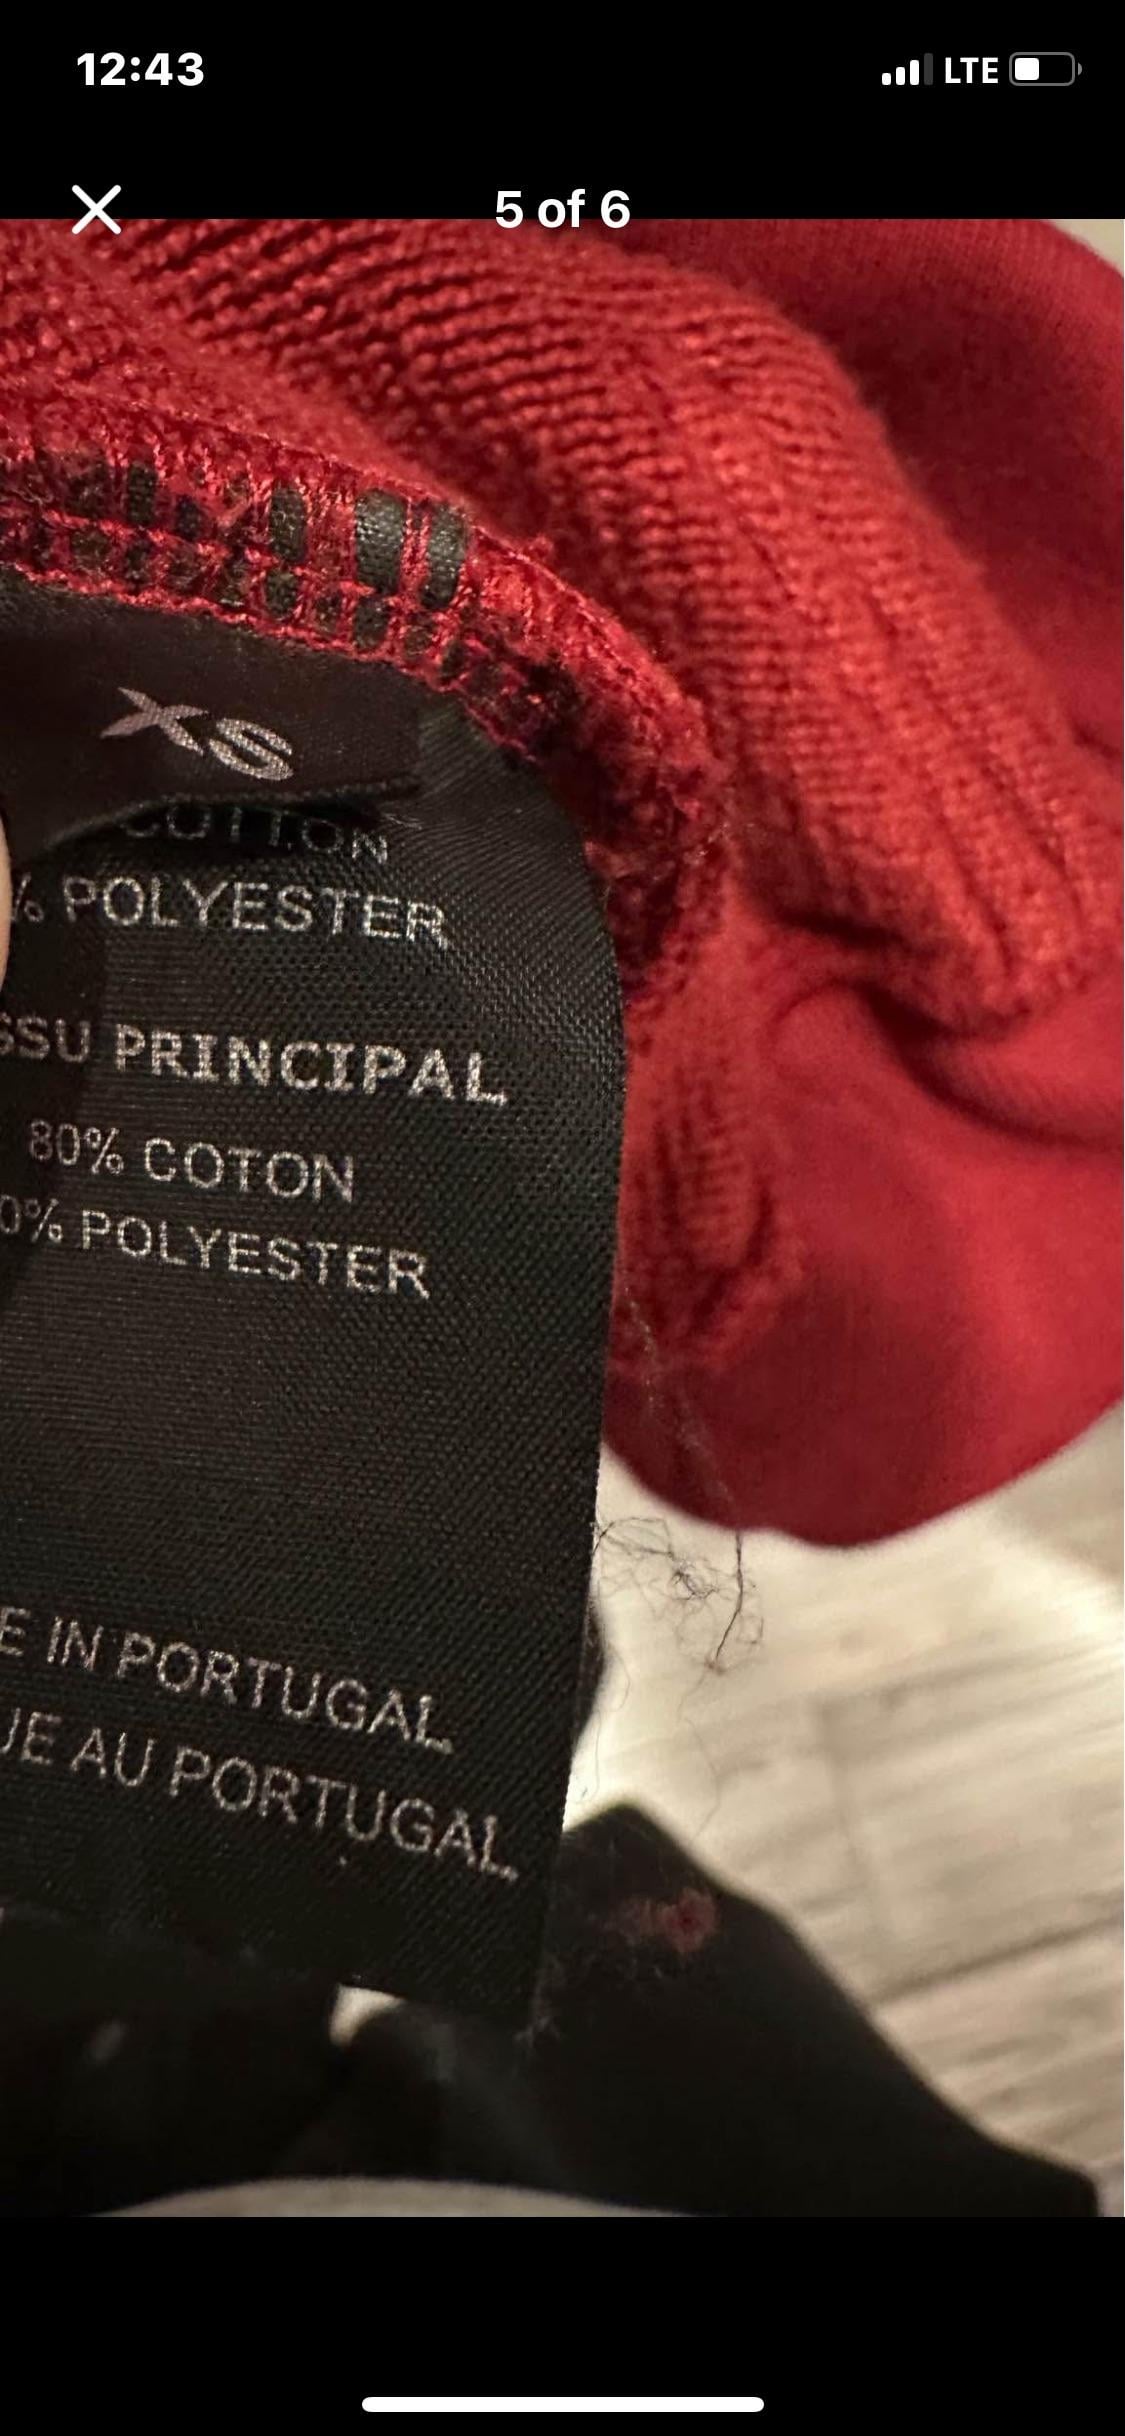 12:43
LTE
5 of 6
XS
COTTON
% POLYESTER
SSU PRINCIPAL
80% COTON
0% POLYESTER
E IN PORTUGAL
UE AU PORTUGAL